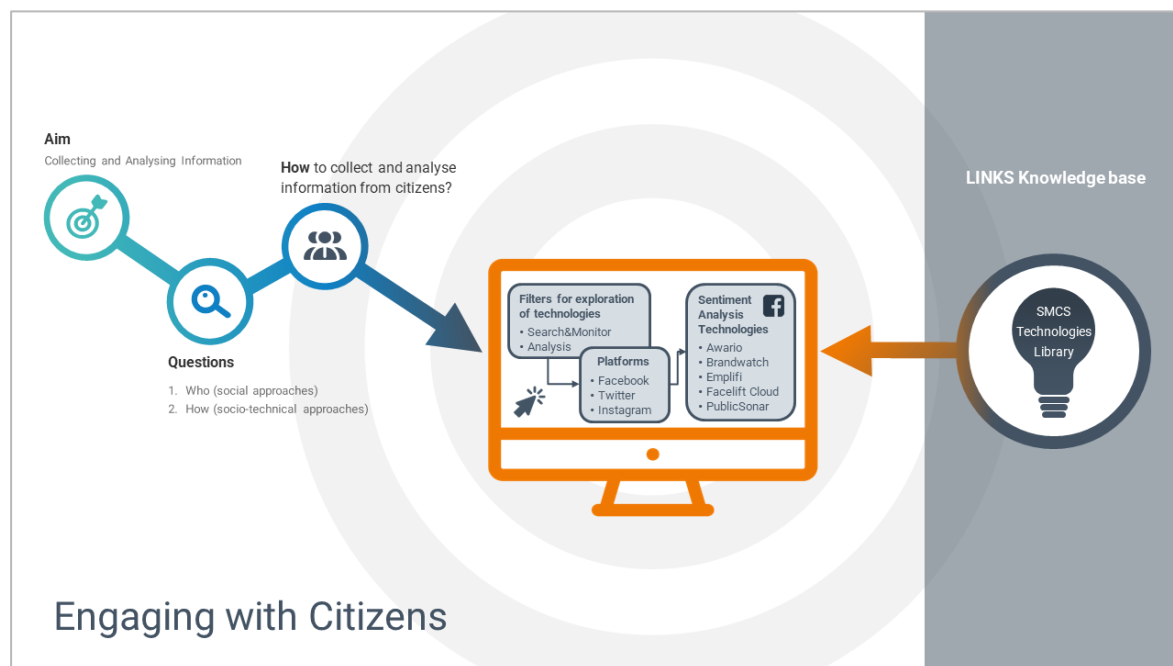 Aim
Collecting and Analysing Information
How to collect and analyse
information from citizens?
Questions
1. Who (social approaches)
2. How (socio-technical approaches)
Filters for exploration
of technologies
• Search&Monitor
• Analysis
Platforms
• Facebook
• Twitter
• Instagram
Sentiment
Analysis
Technologies
• Awario
• Brandwatch
• Emplifi
• Facelift Cloud
• PublicSonar
LINKS Knowledge base
SMCS
Technologies
Library
Engaging with Citizens